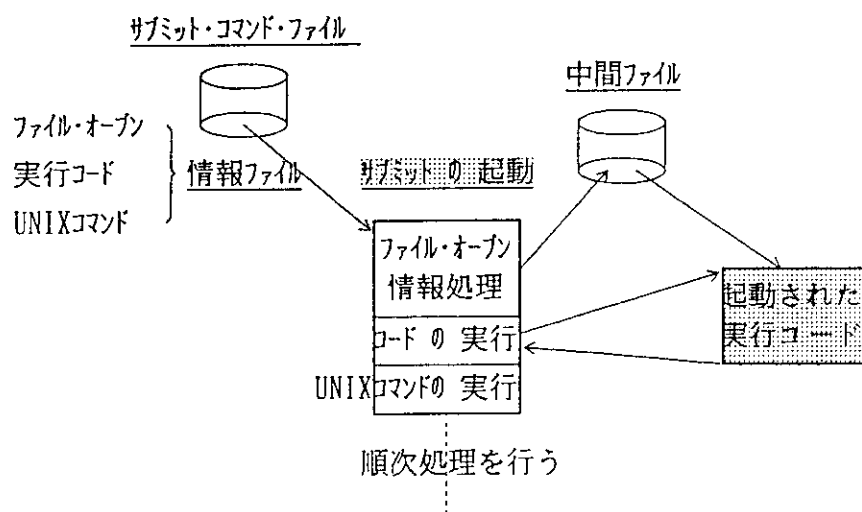 サブミット・コマンド・ファイル
中間ファイル
ファイル・オープン
実行コード
UNIXコマンド
情報ファイル
サブミットの起動
ファイル・オープン
情報処理
コードの実行
UNIXコマンドの実行
起動された
実行コード
順次処理を行う